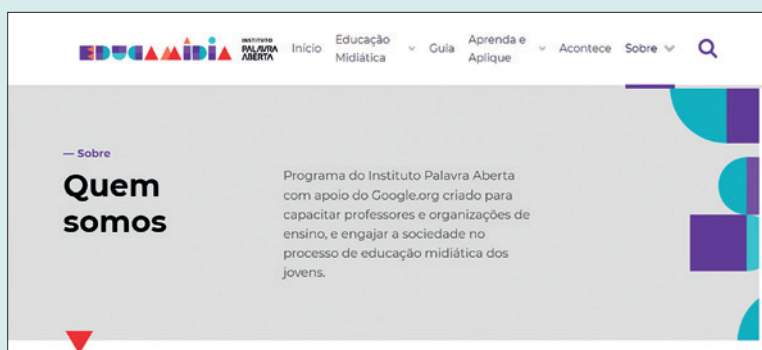 EDUCAMÍDIA
INSTITUTO
PALAVRA
ABERTA
Início
Educação
Midiática
Guia
Aprenda e
Aplique
Acontece
Sobre
— Sobre
Quem
somos
Programa do Instituto Palavra Aberta
com apoio do Google.org criado para
capacitar professores e organizações de
ensino, e engajar a sociedade no
processo de educação midiática dos
jovens.